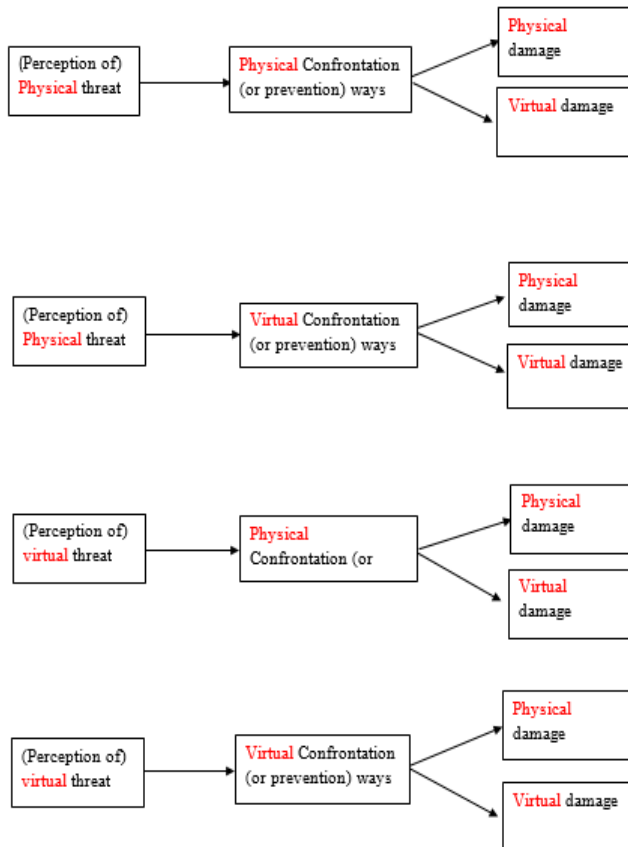 (Perception of)
Physical threat
Physical Confrontation
(or prevention) ways
Physical
damage
Virtual damage
(Perception of)
Physical threat
Virtual Confrontation
(or prevention) ways
Physical
damage
Virtual damage
(Perception of)
virtual threat
Physical
Confrontation (or
Physical
damage
Virtual
damage
(Perception of)
virtual threat
Virtual Confrontation
(or prevention) ways
Physical
damage
Virtual damage